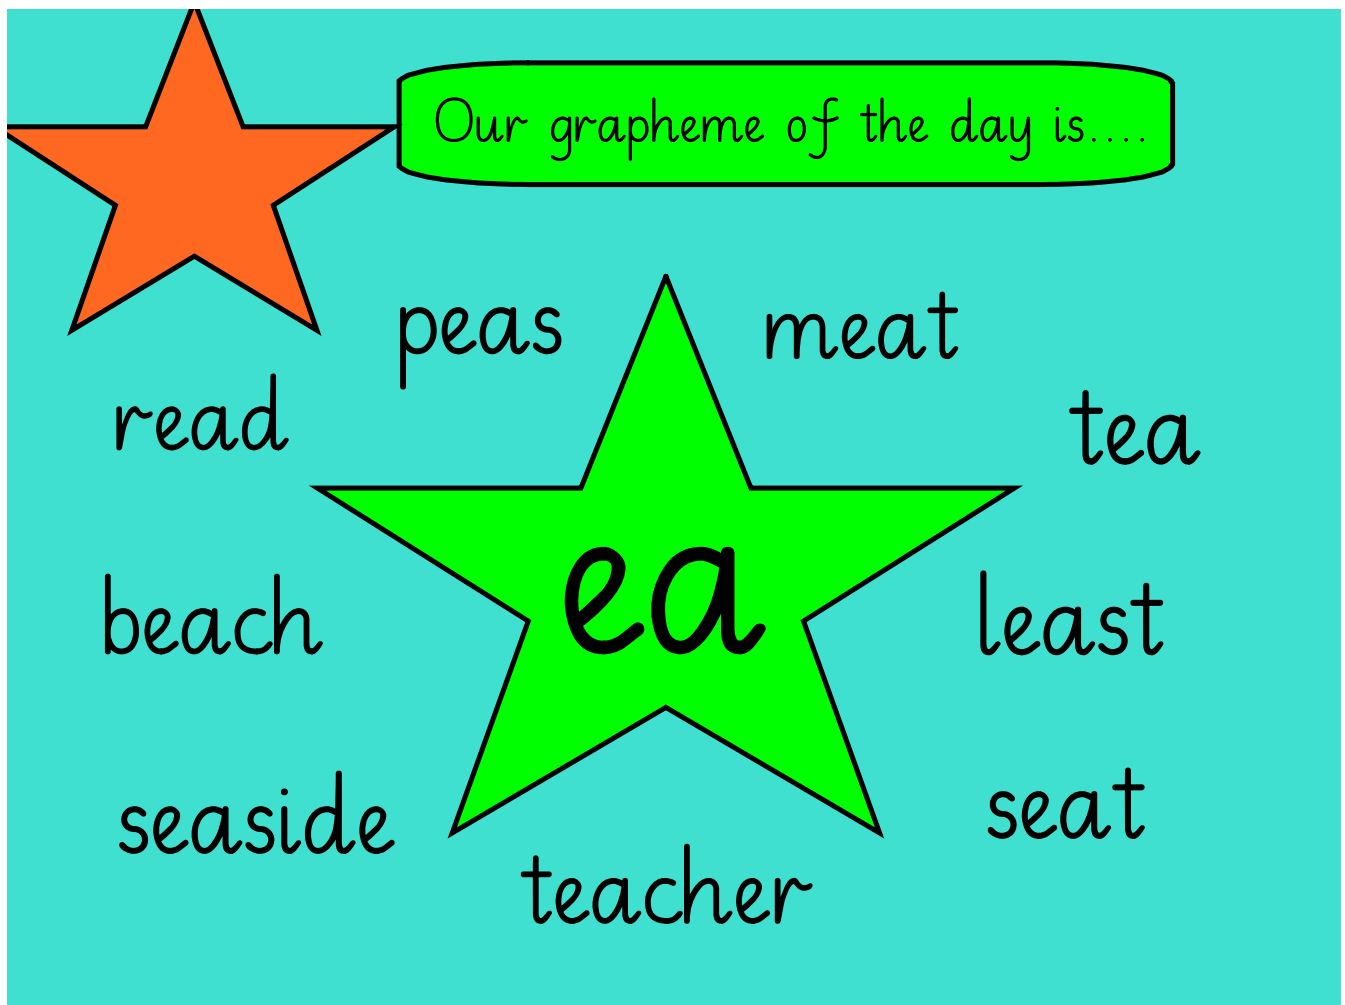 Our grapheme of the day is....
peas
meat
read
tea
ea
beach
least
seaside
seat
teacher